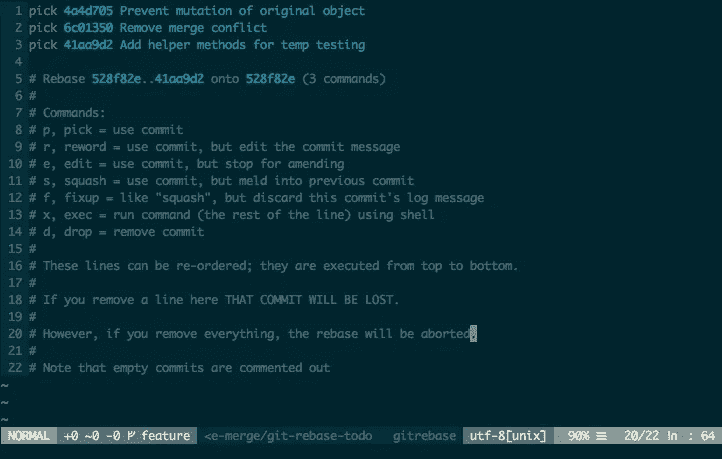 1 pick 4a4d705 Prevent mutation of original object
2 pick 6c01350 Remove merge conflict
3 pick 41aa9d2 Add helper methods for temp testing
4
5 # Rebase 528f82e..41aa9d2 onto 528f82e (3 commands)
6 #
7 # Commands:
8 # p, pick = use commit
9 # r, reword = use commit, but edit the commit message
10 # e, edit = use commit, but stop for amending
11 # s, squash = use commit, but meld into previous commit
12 # f, fixup = like "squash", but discard this commit's log message
13 # x, exec = run command (the rest of the line) using shell
14 # d, drop = remove commit
15 #
16 # These lines can be re-ordered; they are executed from top to bottom.
17 #
18 # If you remove a line here THAT COMMIT WILL BE LOST.
19 #
20 # However, if you remove everything, the rebase will be aborted.
21 #
22 # Note that empty commits are commented out
~
~
~
NORMAL +0 ~0 -0 feature <e-merge/git-rebase-todo gitrebase utf-8[unix] 90% ☰ 20/22 ln : 64